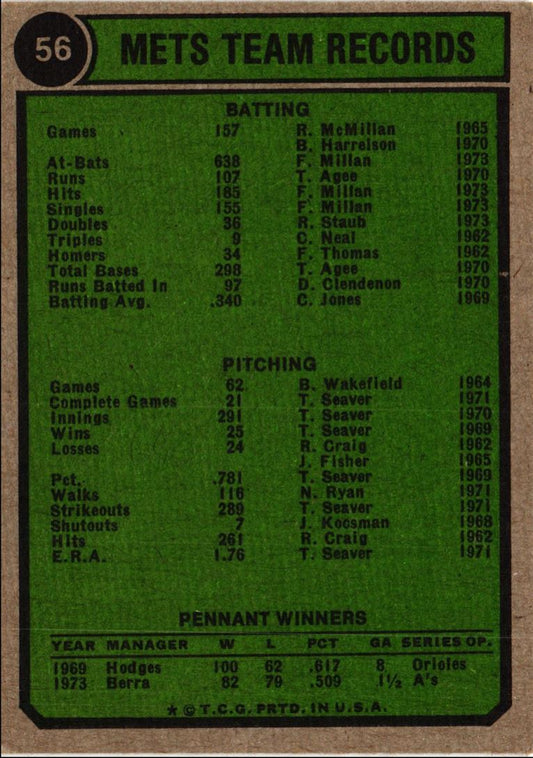 56 METS TEAM RECORDS
BATTING
Games 157 R. McMillan 1965
B. Harrelson 1970
At-Bats 638 F. Millan 1973
Runs 107 T. Agee 1970
Hits 185 F. Millan 1973
Singles 155 F. Millan 1973
Doubles 36 R. Staub 1973
Triples 9 C. Neal 1962
Homers 34 F. Thomas 1962
Total Bases 298 T. Agee 1970
Runs Batted In 97 D. Clendenon 1970
Batting Avg. .340 C. Jones 1969
PITCHING
Games 62 B. Wakefield 1964
Complete Games 21 T. Seaver 1971
Innings 291 T. Seaver 1970
Wins 25 T. Seaver 1969
Losses 24 R. Craig 1962
J. Fisher 1965
Pct. .781 T. Seaver 1969
Walks 116 N. Ryan 1971
Strikeouts 289 T. Seaver 1971
Shutouts 7 J. Koosman 1968
Hits 261 R. Craig 1962
E.R.A. 1.76 T. Seaver 1971
PENNANT WINNERS
YEAR MANAGER W L PCT GA SERIES OP.
1969 Hodges 100 62 .617 8 Orioles
1973 Berra 82 79 .509 1½ A's
★ © T.C.G. PRTD. IN U.S.A.